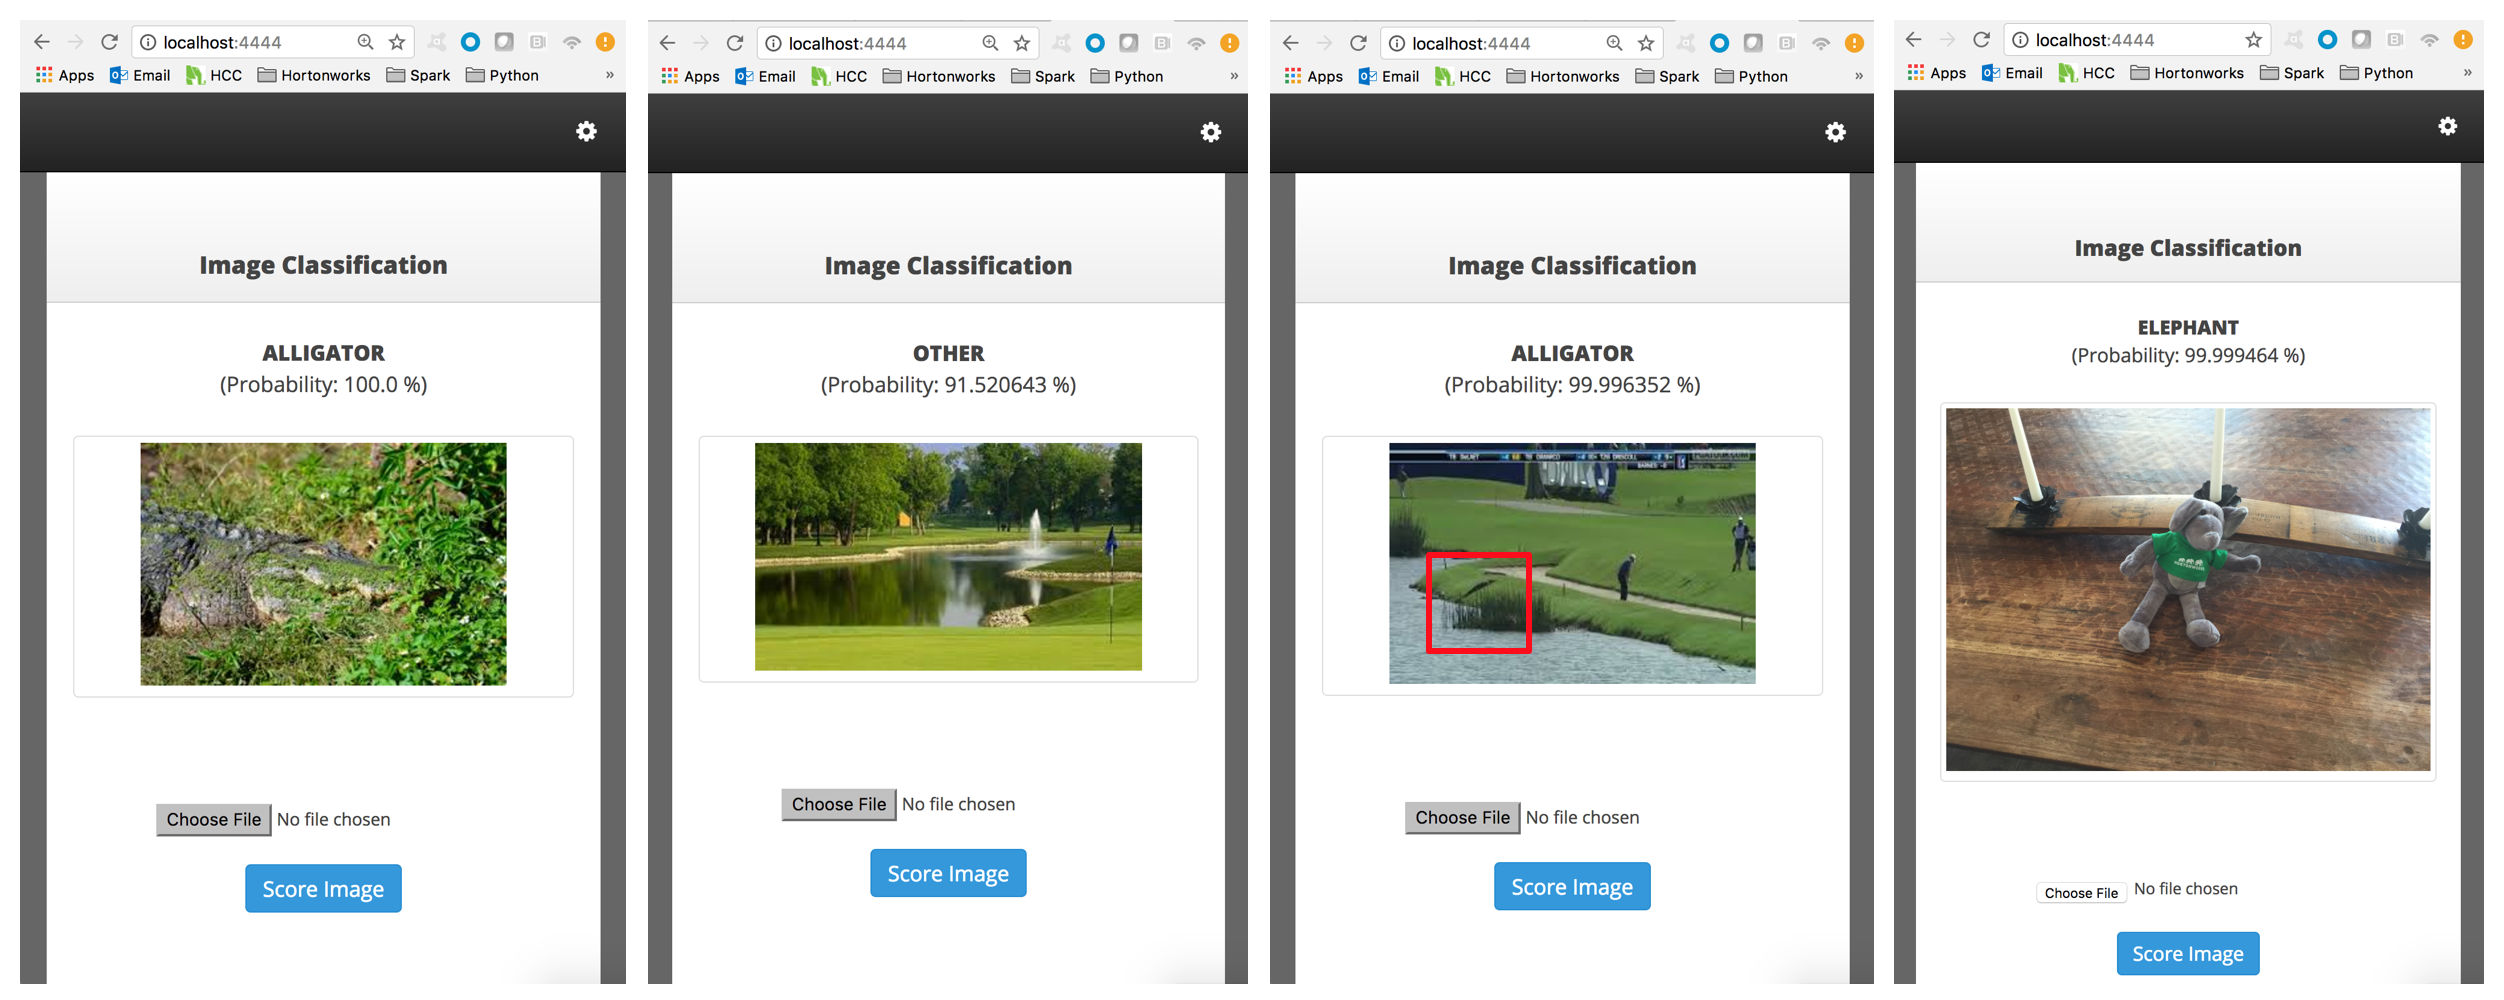 localhost:4444
Apps Email HCC Hortonworks Spark Python »
Image Classification
ALLIGATOR
(Probability: 100.0 %)
Choose File No file chosen
Score Image
localhost:4444
Apps Email HCC Hortonworks Spark Python »
Image Classification
OTHER
(Probability: 91.520643 %)
Choose File No file chosen
Score Image
localhost:4444
Apps Email HCC Hortonworks Spark Python »
Image Classification
ALLIGATOR
(Probability: 99.996352 %)
Choose File No file chosen
Score Image
localhost:4444
Apps Email HCC Hortonworks Spark Python »
Image Classification
ELEPHANT
(Probability: 99.999464 %)
Choose File No file chosen
Score Image